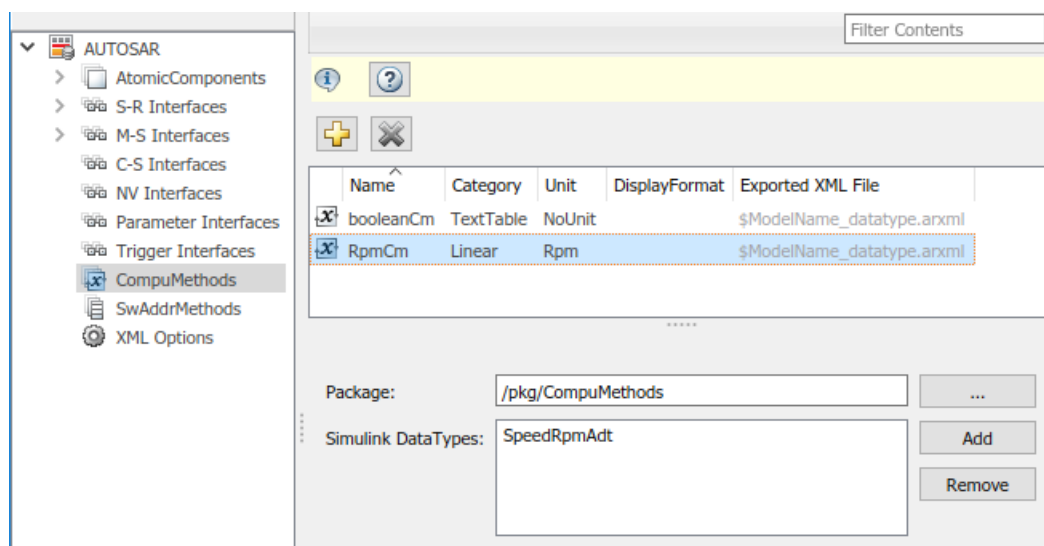 Filter Contents
AUTOSAR
AtomicComponents
S-R Interfaces
M-S Interfaces
C-S Interfaces
NV Interfaces
Parameter Interfaces
Trigger Interfaces
CompuMethods
SwAddrMethods
XML Options
Name Category Unit DisplayFormat Exported XML File
booleanCm TextTable NoUnit $ModelName_datatype.arxml
RpmCm Linear Rpm $ModelName_datatype.arxml
Package: /pkg/CompuMethods ...
Simulink DataTypes: SpeedRpmAdt Add
Remove